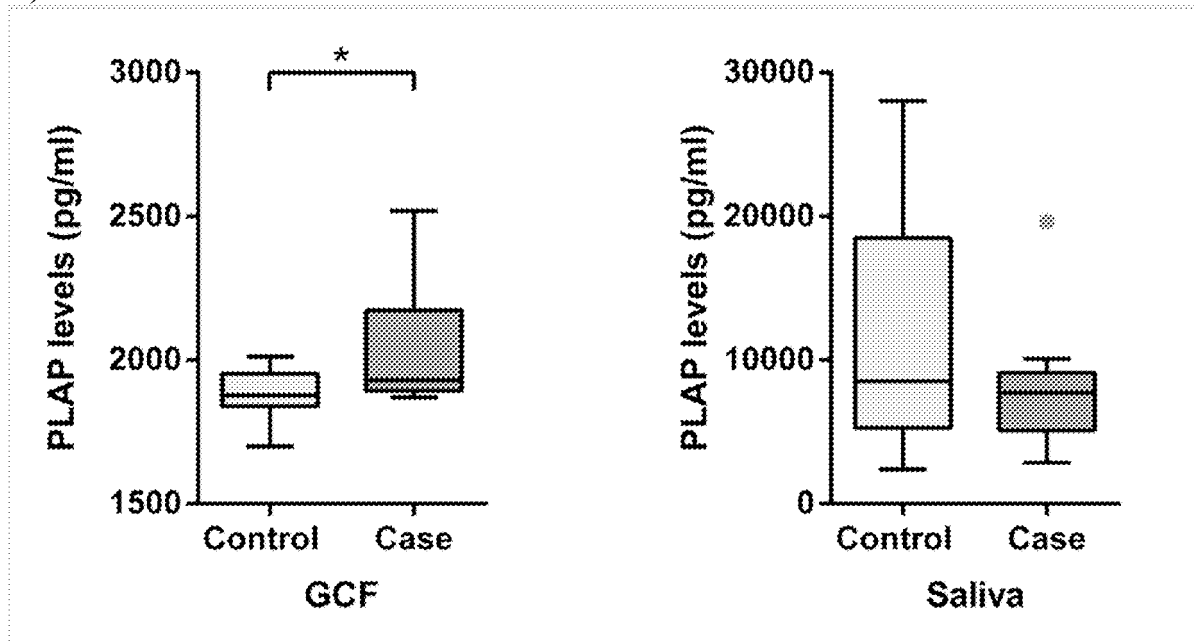 *
PLAP levels (pg/ml)
3000
2500
2000
1500
Control Case
GCF
PLAP levels (pg/ml)
30000
20000
10000
0
Control Case
Saliva